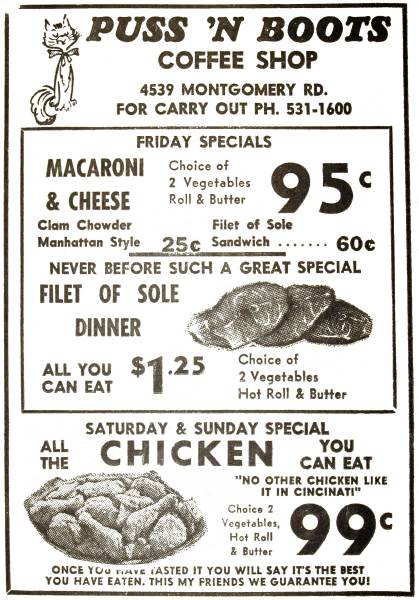 PUSS 'N BOOTS
COFFEE SHOP
4539 MONTGOMERY RD.
FOR CARRY OUT PH. 531-1600
FRIDAY SPECIALS
MACARONI & CHEESE
Choice of
2 Vegetables
Roll & Butter
95c
Clam Chowder
Manhattan Style 25c
Filet of Sole
Sandwich ....... 60c
NEVER BEFORE SUCH A GREAT SPECIAL
FILET OF SOLE
DINNER
ALL YOU
CAN EAT
$1.25
Choice of
2 Vegetables
Hot Roll & Butter
SATURDAY & SUNDAY SPECIAL
ALL
THE
CHICKEN
YOU
CAN EAT
"NO OTHER CHICKEN LIKE
IT IN CINCINATI"
Choice 2
Vegetables,
Hot Roll
& Butter
99c
ONCE YOU HAVE TASTED IT YOU WILL SAY IT'S THE BEST
YOU HAVE EATEN. THIS MY FRIENDS WE GUARANTEE YOU!